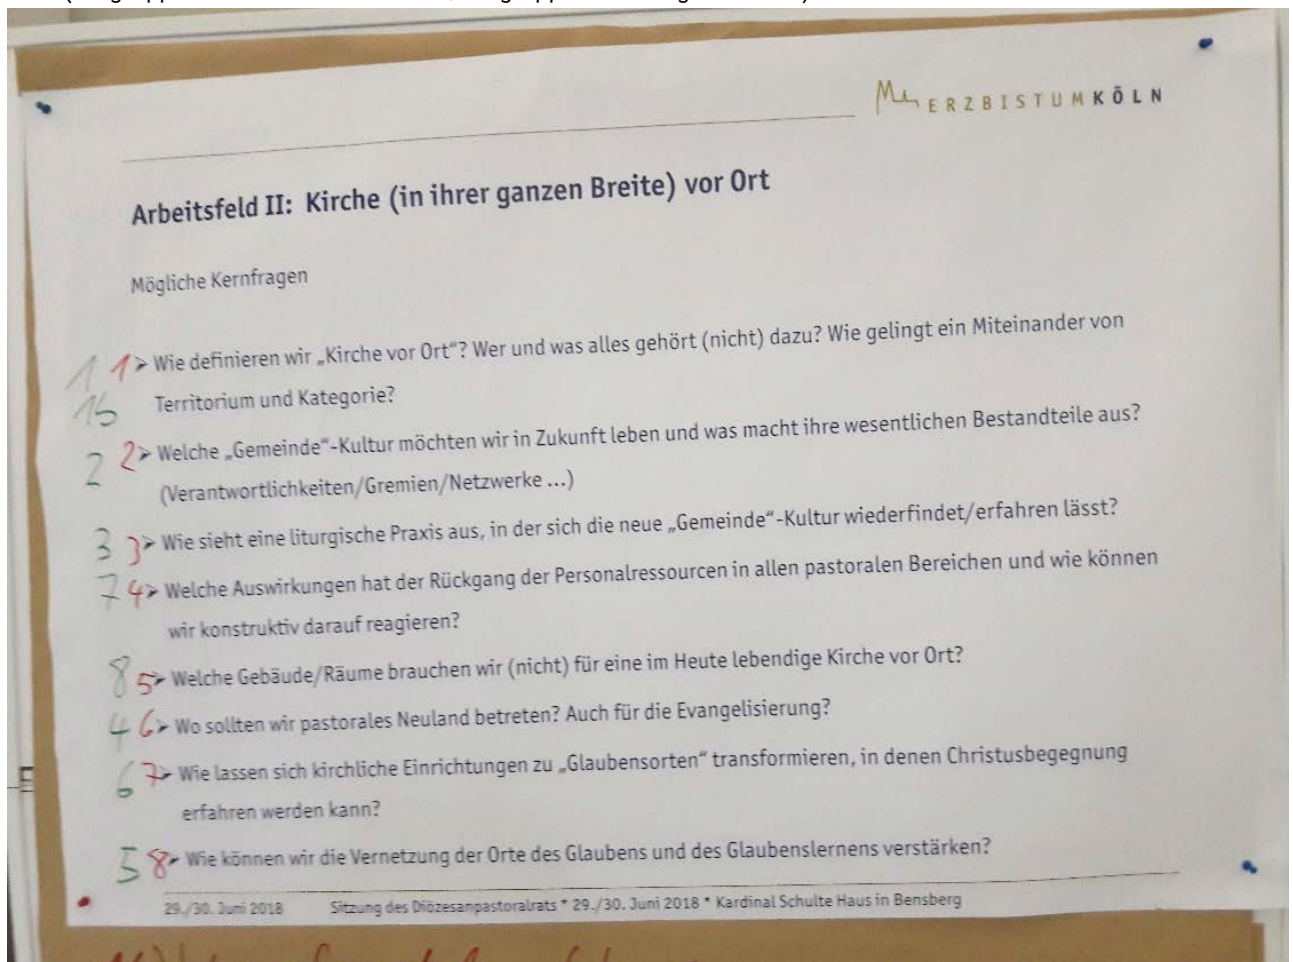 ERZBISTUMKÖLN
Arbeitsfeld II: Kirche (in ihrer ganzen Breite) vor Ort
Mögliche Kernfragen
1 1 ➢ Wie definieren wir „Kirche vor Ort“? Wer und was alles gehört (nicht) dazu? Wie gelingt ein Miteinander von
1b Territorium und Kategorie?
2 2 ➢ Welche „Gemeinde“-Kultur möchten wir in Zukunft leben und was macht ihre wesentlichen Bestandteile aus?
(Verantwortlichkeiten/Gremien/Netzwerke ...)
3 3 ➢ Wie sieht eine liturgische Praxis aus, in der sich die neue „Gemeinde“-Kultur wiederfindet/erfahren lässt?
7 4 ➢ Welche Auswirkungen hat der Rückgang der Personalressourcen in allen pastoralen Bereichen und wie können
wir konstruktiv darauf reagieren?
8 5 ➢ Welche Gebäude/Räume brauchen wir (nicht) für eine im Heute lebendige Kirche vor Ort?
4 6 ➢ Wo sollten wir pastorales Neuland betreten? Auch für die Evangelisierung?
6 7 ➢ Wie lassen sich kirchliche Einrichtungen zu „Glaubensorten“ transformieren, in denen Christusbegegnung
erfahren werden kann?
5 8 ➢ Wie können wir die Vernetzung der Orte des Glaubens und des Glaubenslernens verstärken?
29./30. Juni 2018 Sitzung des Diözesanpastoralrats * 29./30. Juni 2018 * Kardinal Schulte Haus in Bensberg